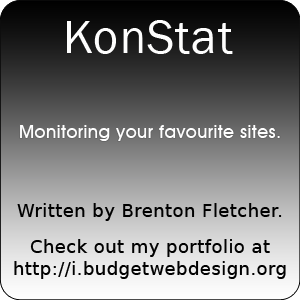 KonStat
Monitoring your favourite sites.
Written by Brenton Fletcher.
Check out my portfolio at
http://i.budgetwebdesign.org